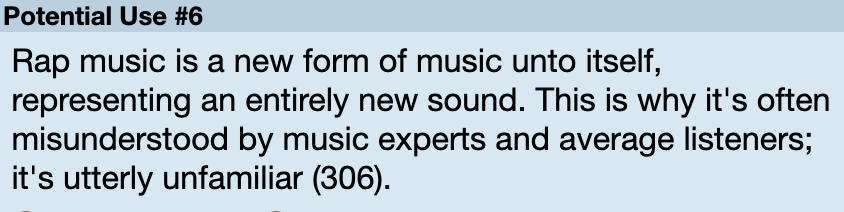 Potential Use #6
Rap music is a new form of music unto itself,
representing an entirely new sound. This is why it's often
misunderstood by music experts and average listeners;
it's utterly unfamiliar (306).